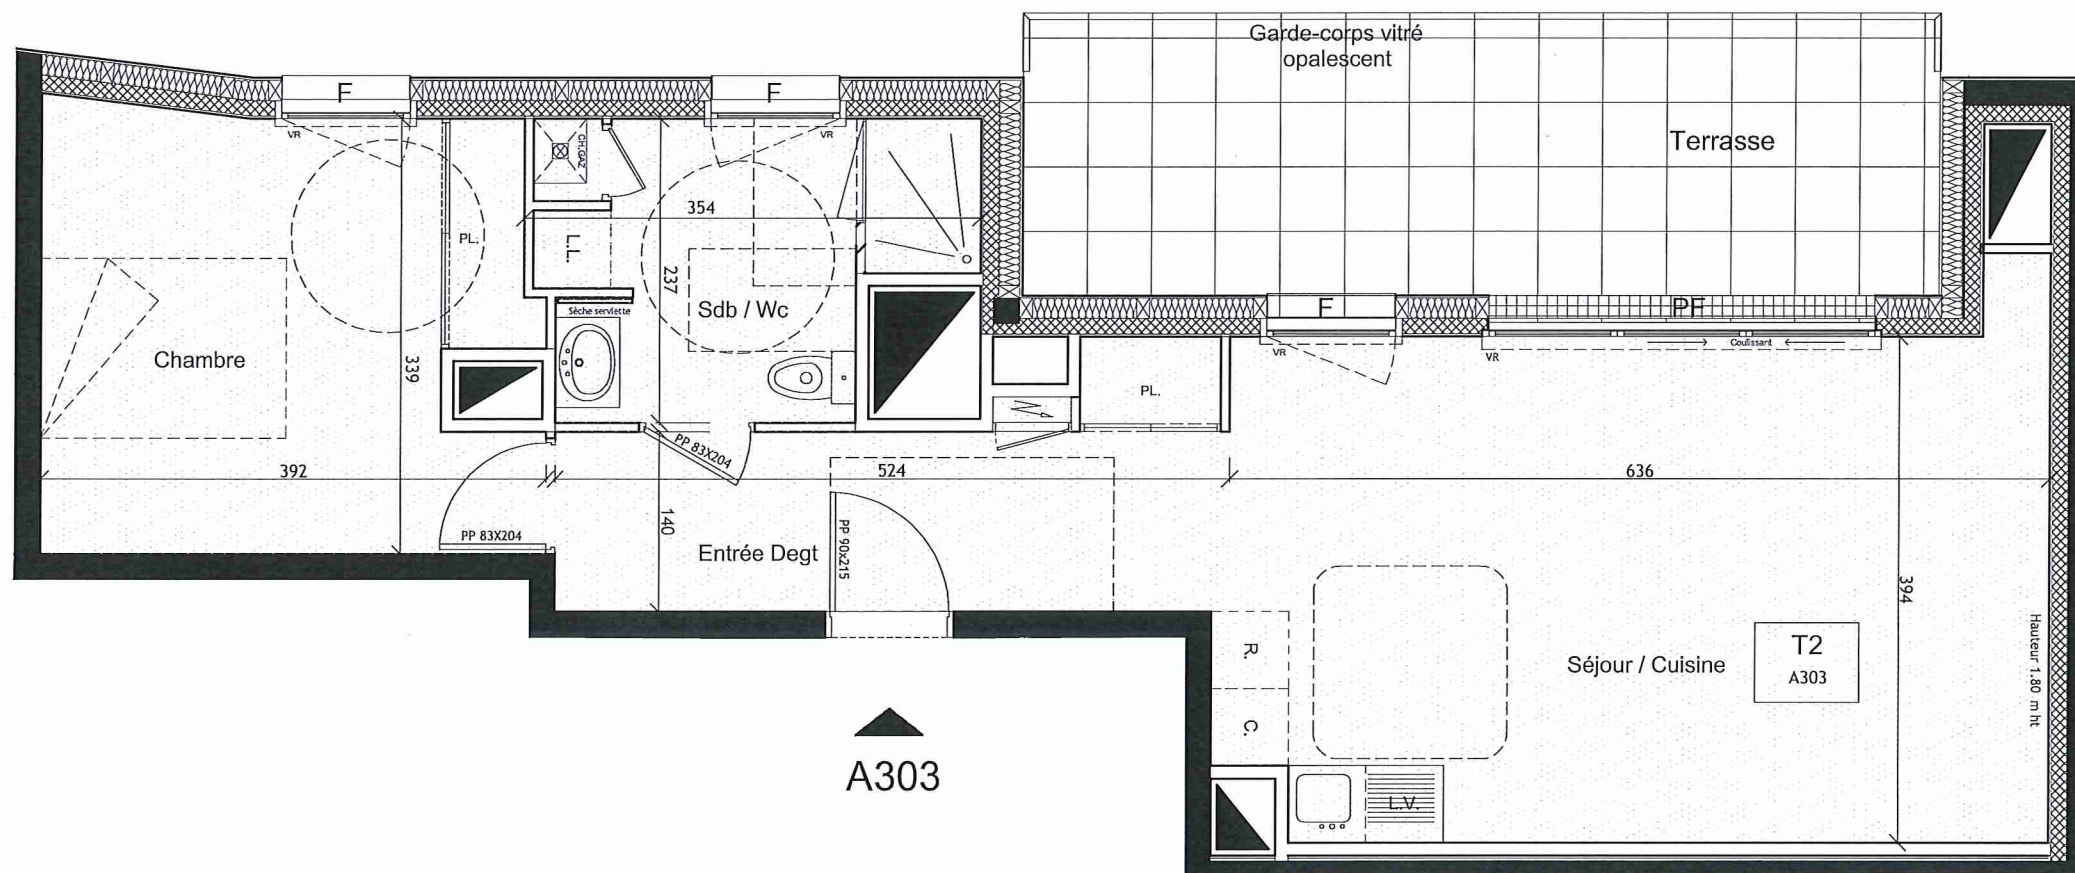 Garde-corps vitré
opalescent
Terrasse
F
F
VR
VR
CH.GAZ
354
PL.
L.L.
237
Sdb / Wc
Sèche serviette
F
PF
VR
VR
Coulissant
Chambre
339
PL.
PP 83X204
392
524
636
PP 83X204
140
Entrée Degt
PP 90x215
394
Hauteur 1.80 m ht
R.
C.
Séjour / Cuisine
T2
A303
L.V.
A303